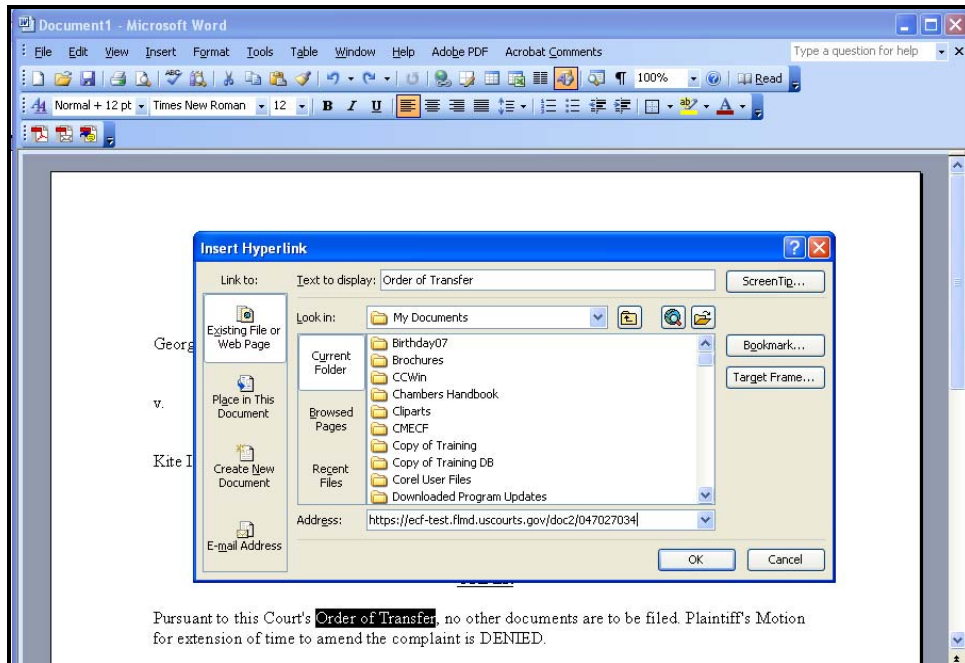 Document1 - Microsoft Word
File Edit View Insert Format Tools Table Window Help Adobe PDF Acrobat Comments Type a question for help
100% Read
Normal + 12 pt Times New Roman 12 B I U A
Insert Hyperlink
Link to: Text to display: Order of Transfer ScreenTip...
Existing File or Web Page
Look in: My Documents
Current Folder
Birthday07
Brochures
CCWin
Chambers Handbook
Cliparts
CMECF
Copy of Training
Copy of Training DB
Corel User Files
Downloaded Program Updates
Bookmark...
Target Frame...
Place in This Document
Browsed Pages
Create New Document
Recent Files
E-mail Address
Address: https://ecf-test.flmd.uscourts.gov/doc2/047027034
OK Cancel
Georg
v.
Kite I
Pursuant to this Court's Order of Transfer, no other documents are to be filed. Plaintiff's Motion
for extension of time to amend the complaint is DENIED.